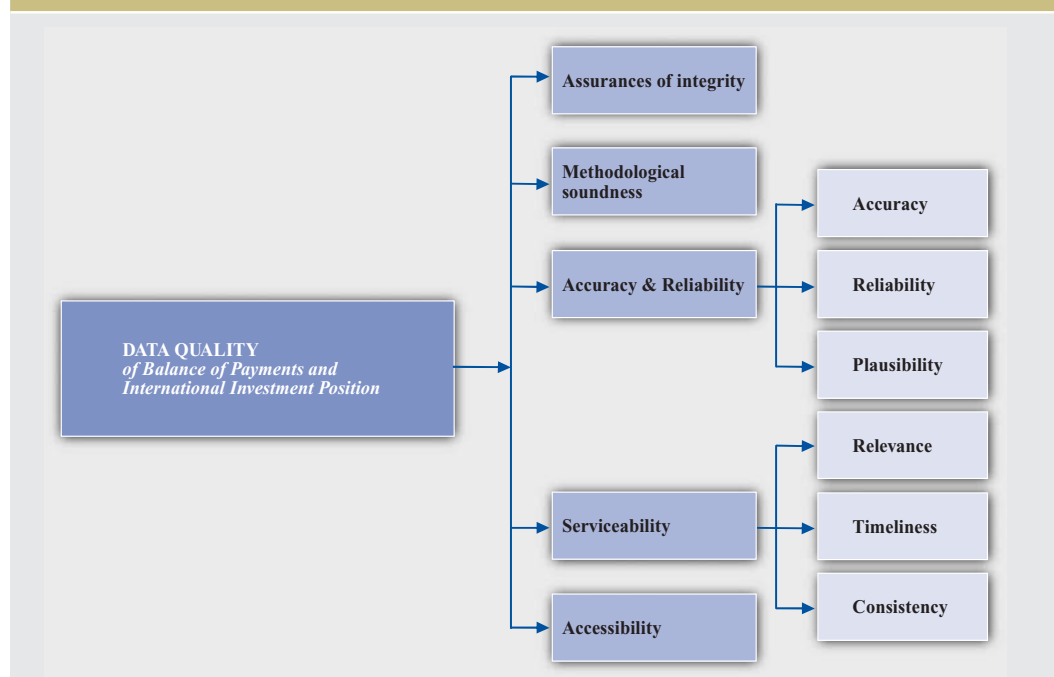 DATA QUALITY
of Balance of Payments and
International Investment Position
Assurances of integrity
Methodological
soundness
Accuracy & Reliability
Serviceability
Accessibility
Accuracy
Reliability
Plausibility
Relevance
Timeliness
Consistency